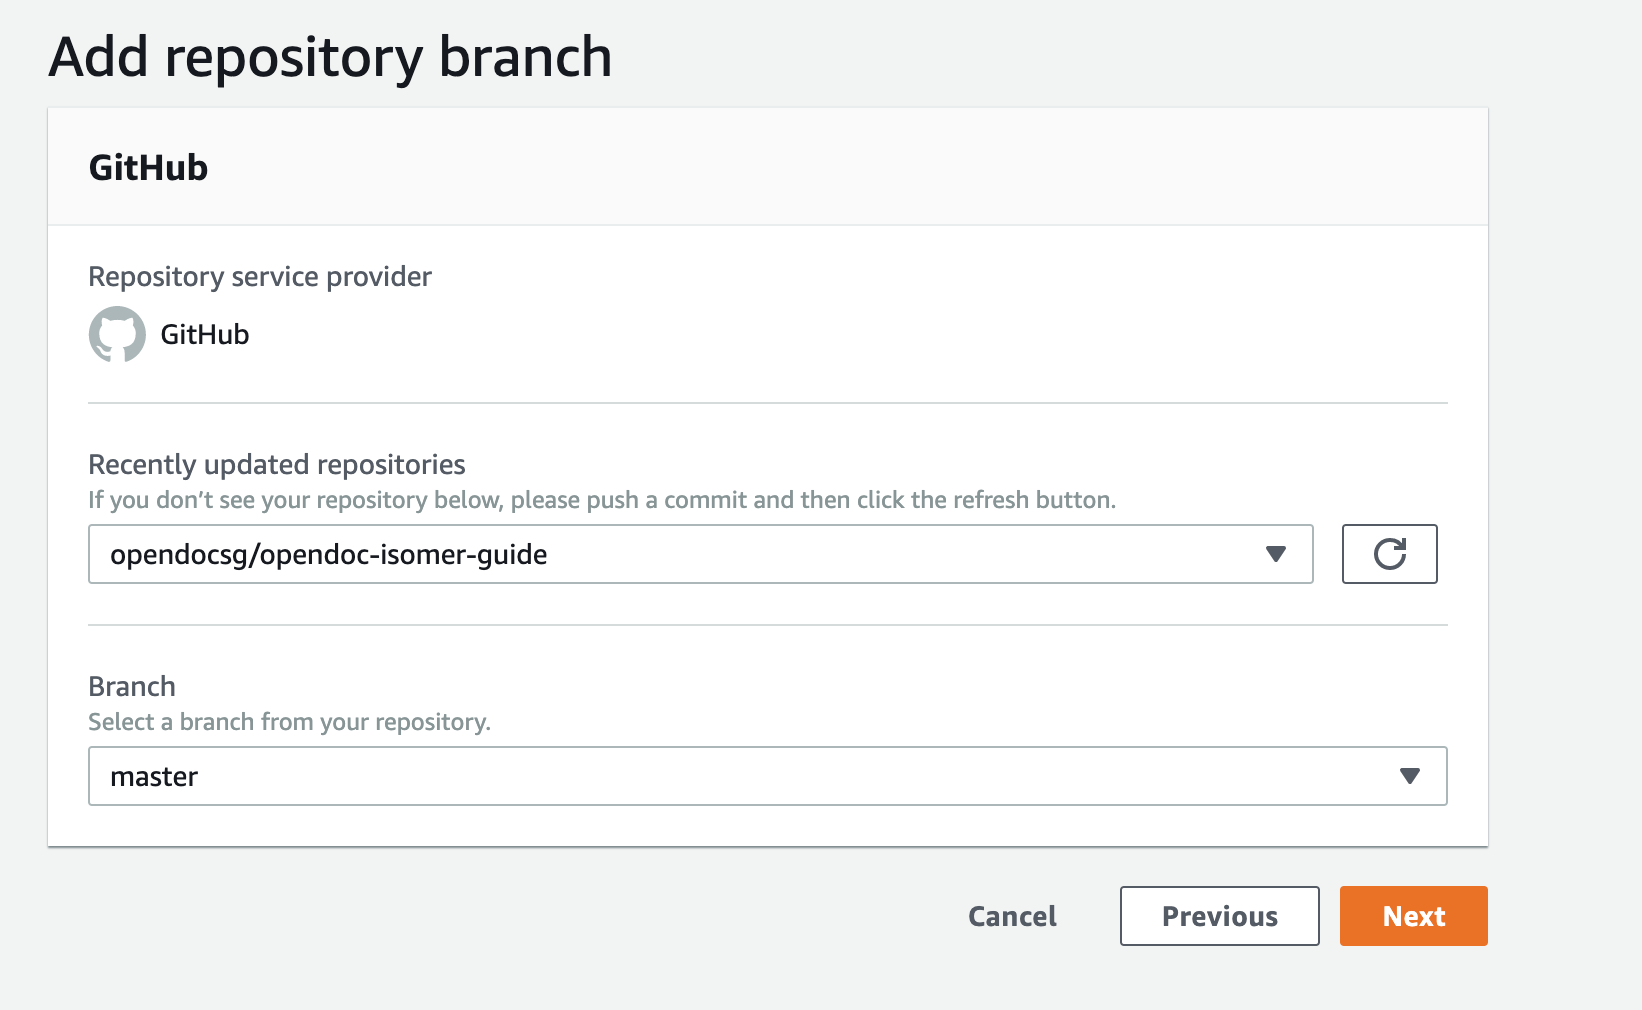 Add repository branch
GitHub
Repository service provider
GitHub
Recently updated repositories
If you don’t see your repository below, please push a commit and then click the refresh button.
opendocsg/opendoc-isomer-guide
Branch
Select a branch from your repository.
master
Cancel
Previous
Next